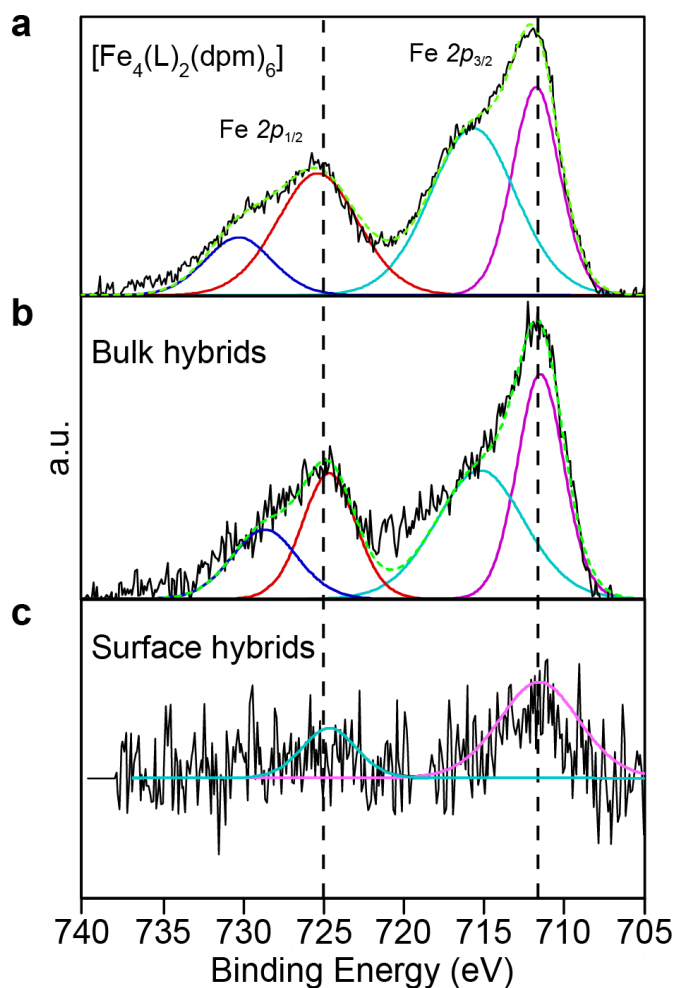 a
[Fe₄(L)₂(dpm)₆]
Fe 2p₃/₂
Fe 2p₁/₂
b
Bulk hybrids
a.u.
c
Surface hybrids
740 735 730 725 720 715 710 705
Binding Energy (eV)